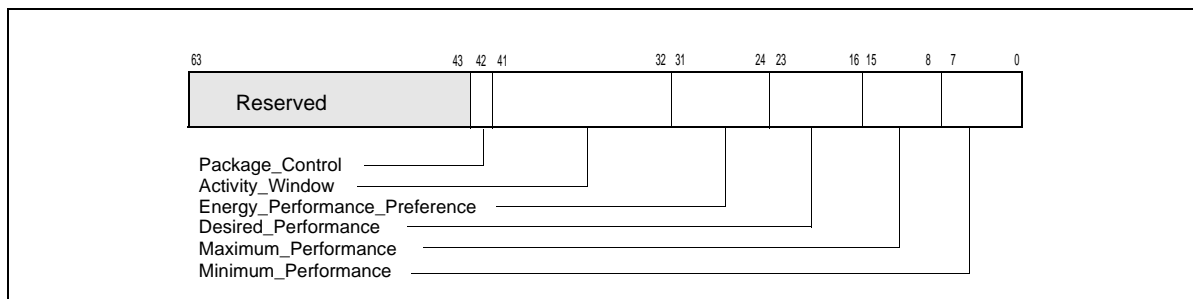 63 43 42 41 32 31 24 23 16 15 8 7 0
Reserved
Package_Control
Activity_Window
Energy_Performance_Preference
Desired_Performance
Maximum_Performance
Minimum_Performance